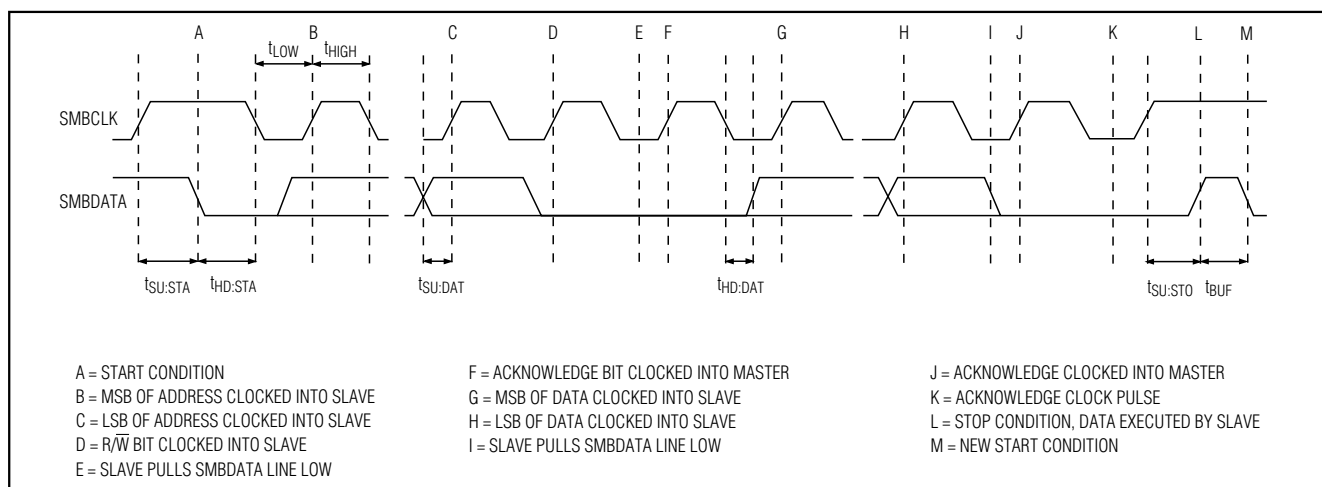 A B C D E F G H I J K L M
tLOW tHIGH
SMBCLK
SMBDATA
tSU:STA tHD:STA tSU:DAT tHD:DAT tSU:STO tBUF
A = START CONDITION
B = MSB OF ADDRESS CLOCKED INTO SLAVE
C = LSB OF ADDRESS CLOCKED INTO SLAVE
D = R/W̅ BIT CLOCKED INTO SLAVE
E = SLAVE PULLS SMBDATA LINE LOW
F = ACKNOWLEDGE BIT CLOCKED INTO MASTER
G = MSB OF DATA CLOCKED INTO SLAVE
H = LSB OF DATA CLOCKED INTO SLAVE
I = SLAVE PULLS SMBDATA LINE LOW
J = ACKNOWLEDGE CLOCKED INTO MASTER
K = ACKNOWLEDGE CLOCK PULSE
L = STOP CONDITION, DATA EXECUTED BY SLAVE
M = NEW START CONDITION